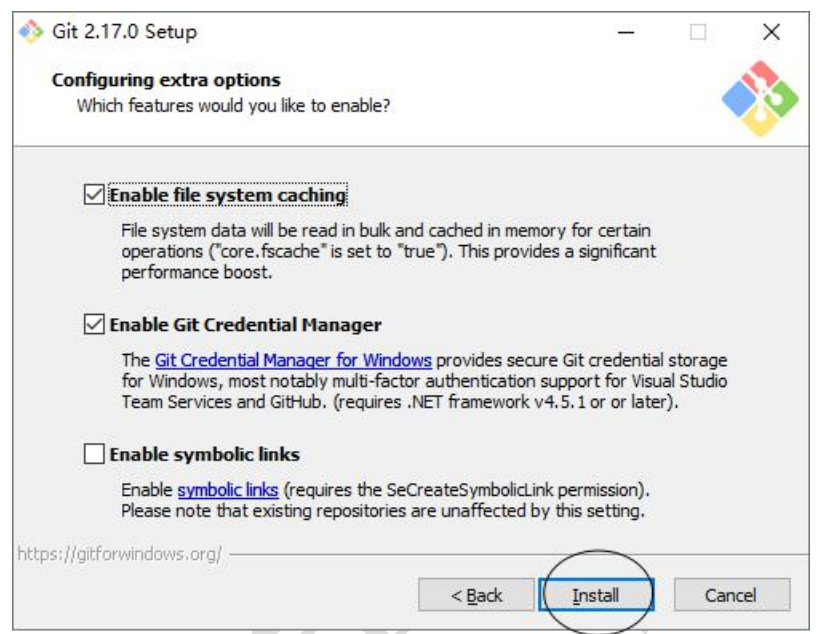 Git 2.17.0 Setup
Configuring extra options
Which features would you like to enable?
Enable file system caching
File system data will be read in bulk and cached in memory for certain
operations ("core.fscache" is set to "true"). This provides a significant
performance boost.
Enable Git Credential Manager
The Git Credential Manager for Windows provides secure Git credential storage
for Windows, most notably multi-factor authentication support for Visual Studio
Team Services and GitHub. (requires .NET framework v4.5.1 or or later).
Enable symbolic links
Enable symbolic links (requires the SeCreateSymbolicLink permission).
Please note that existing repositories are unaffected by this setting.
https://gitforwindows.org/
< Back Install Cancel